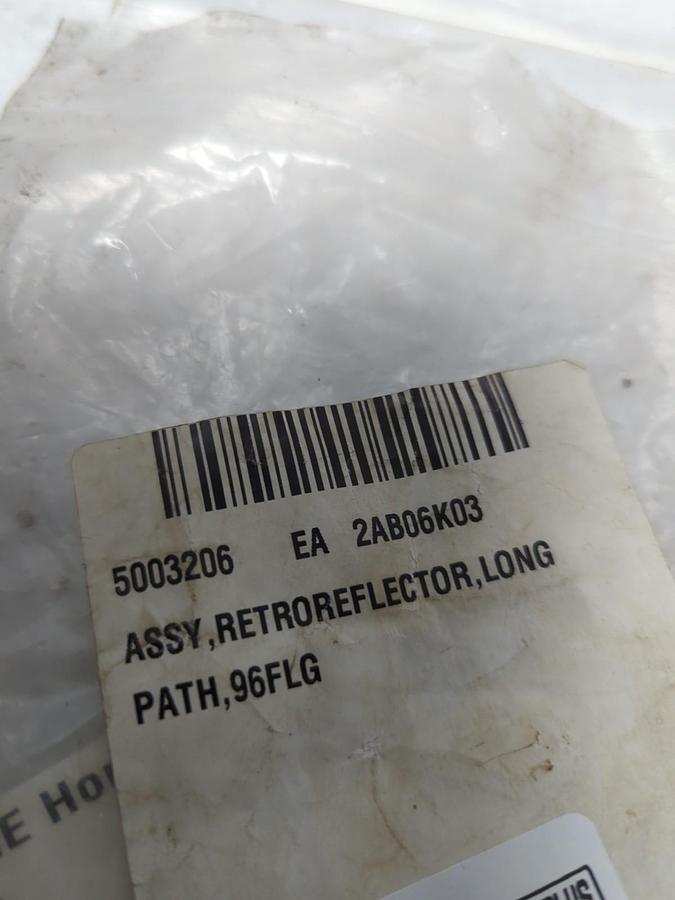 5003206 EA 2AB06K03
ASSY,RETROREFLECTOR,LONG
PATH,96FLG